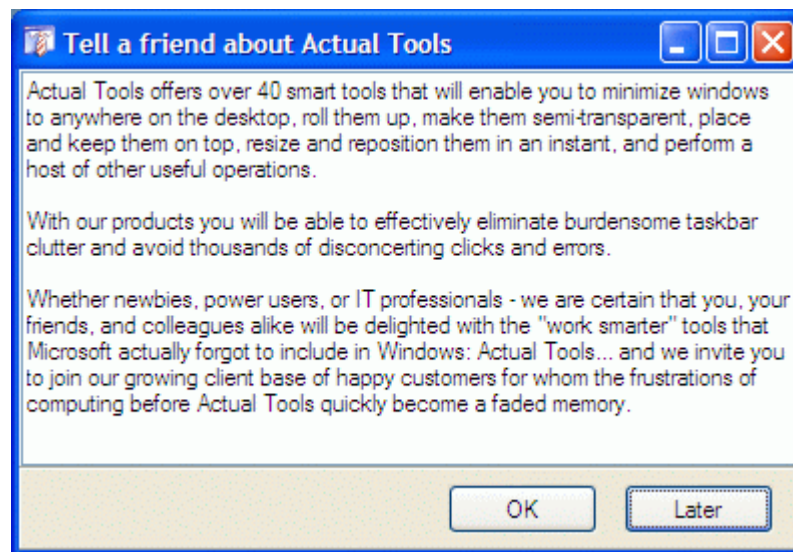 Tell a friend about Actual Tools
Actual Tools offers over 40 smart tools that will enable you to minimize windows
to anywhere on the desktop, roll them up, make them semi-transparent, place
and keep them on top, resize and reposition them in an instant, and perform a
host of other useful operations.
With our products you will be able to effectively eliminate burdensome taskbar
clutter and avoid thousands of disconcerting clicks and errors.
Whether newbies, power users, or IT professionals - we are certain that you, your
friends, and colleagues alike will be delighted with the "work smarter" tools that
Microsoft actually forgot to include in Windows: Actual Tools... and we invite you
to join our growing client base of happy customers for whom the frustrations of
computing before Actual Tools quickly become a faded memory.
OK
Later